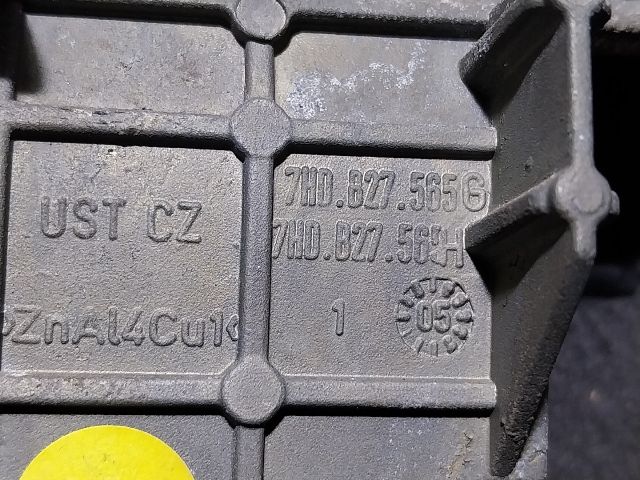 7H0.827.565G
UST CZ
7H0.827.565H
>ZnAl4Cu1<
1
05